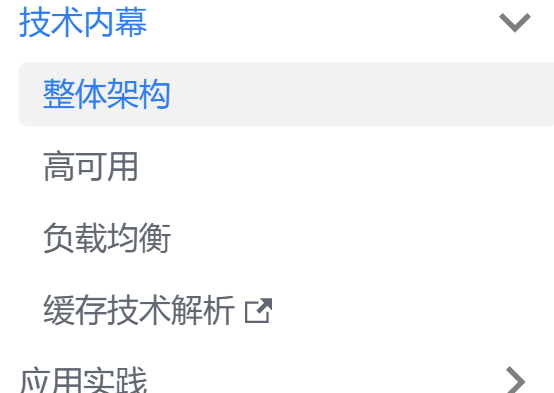 技术内幕
整体架构
高可用
负载均衡
缓存技术解析
应用实践